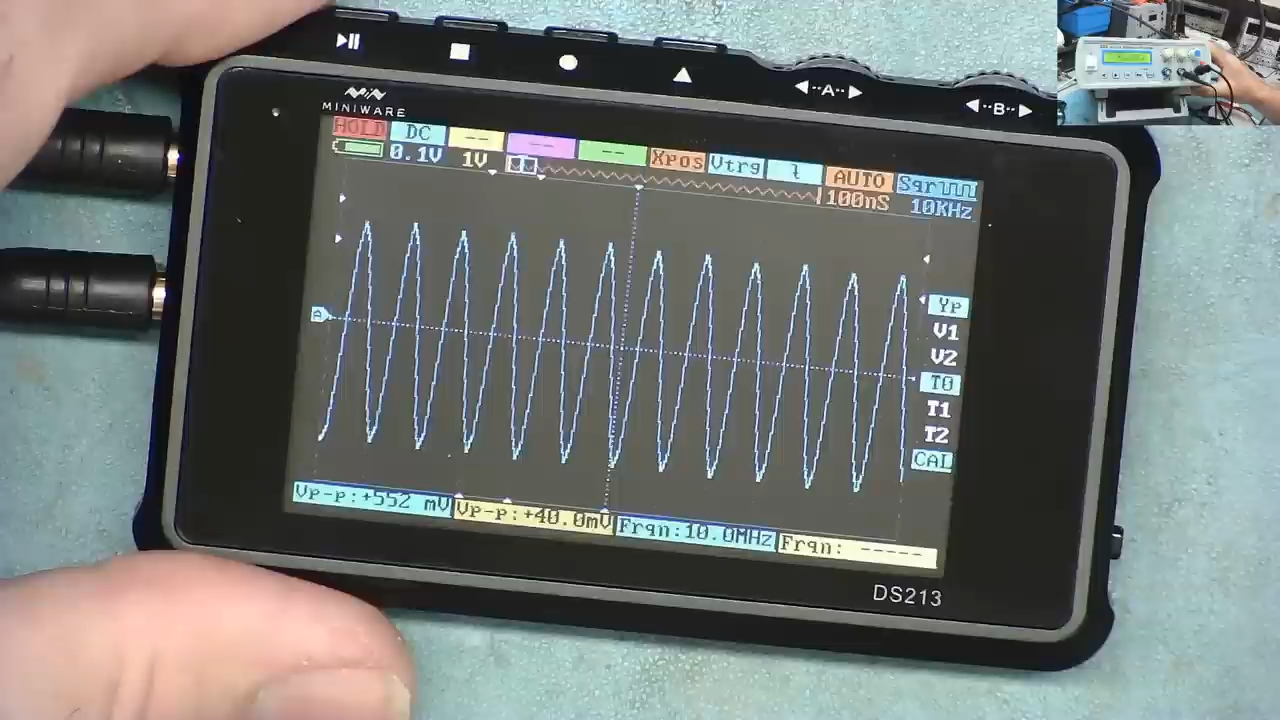 A
B
MINIWARE
HOLD DC -- -- -- Xpos Vtrg AUTO Sqr
0.1V 1V 100nS 10KHz
A
Yp
V1
V2
T0
T1
T2
CAL
Vp-p:+552 mV Vp-p:+40.0mV Frqn:10.0MHz Frqn: -----
DS213